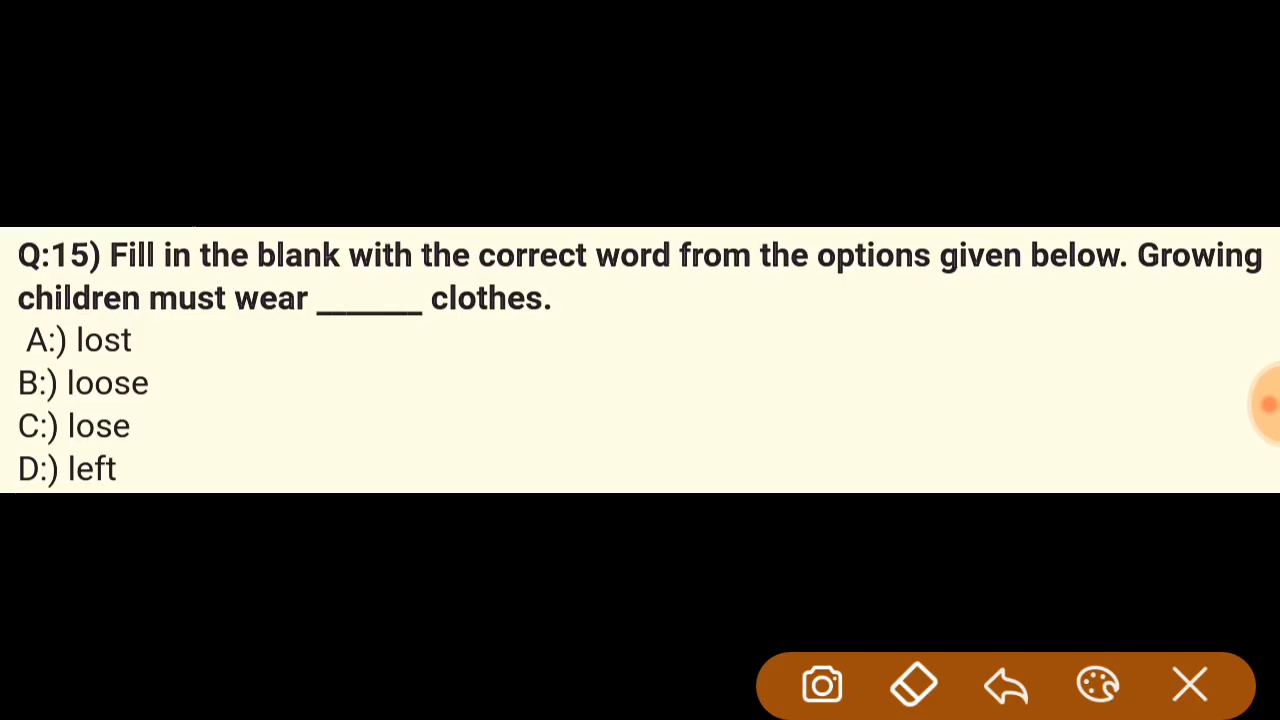 Q:15) Fill in the blank with the correct word from the options given below. Growing
children must wear ______ clothes.
A:) lost
B:) loose
C:) lose
D:) left